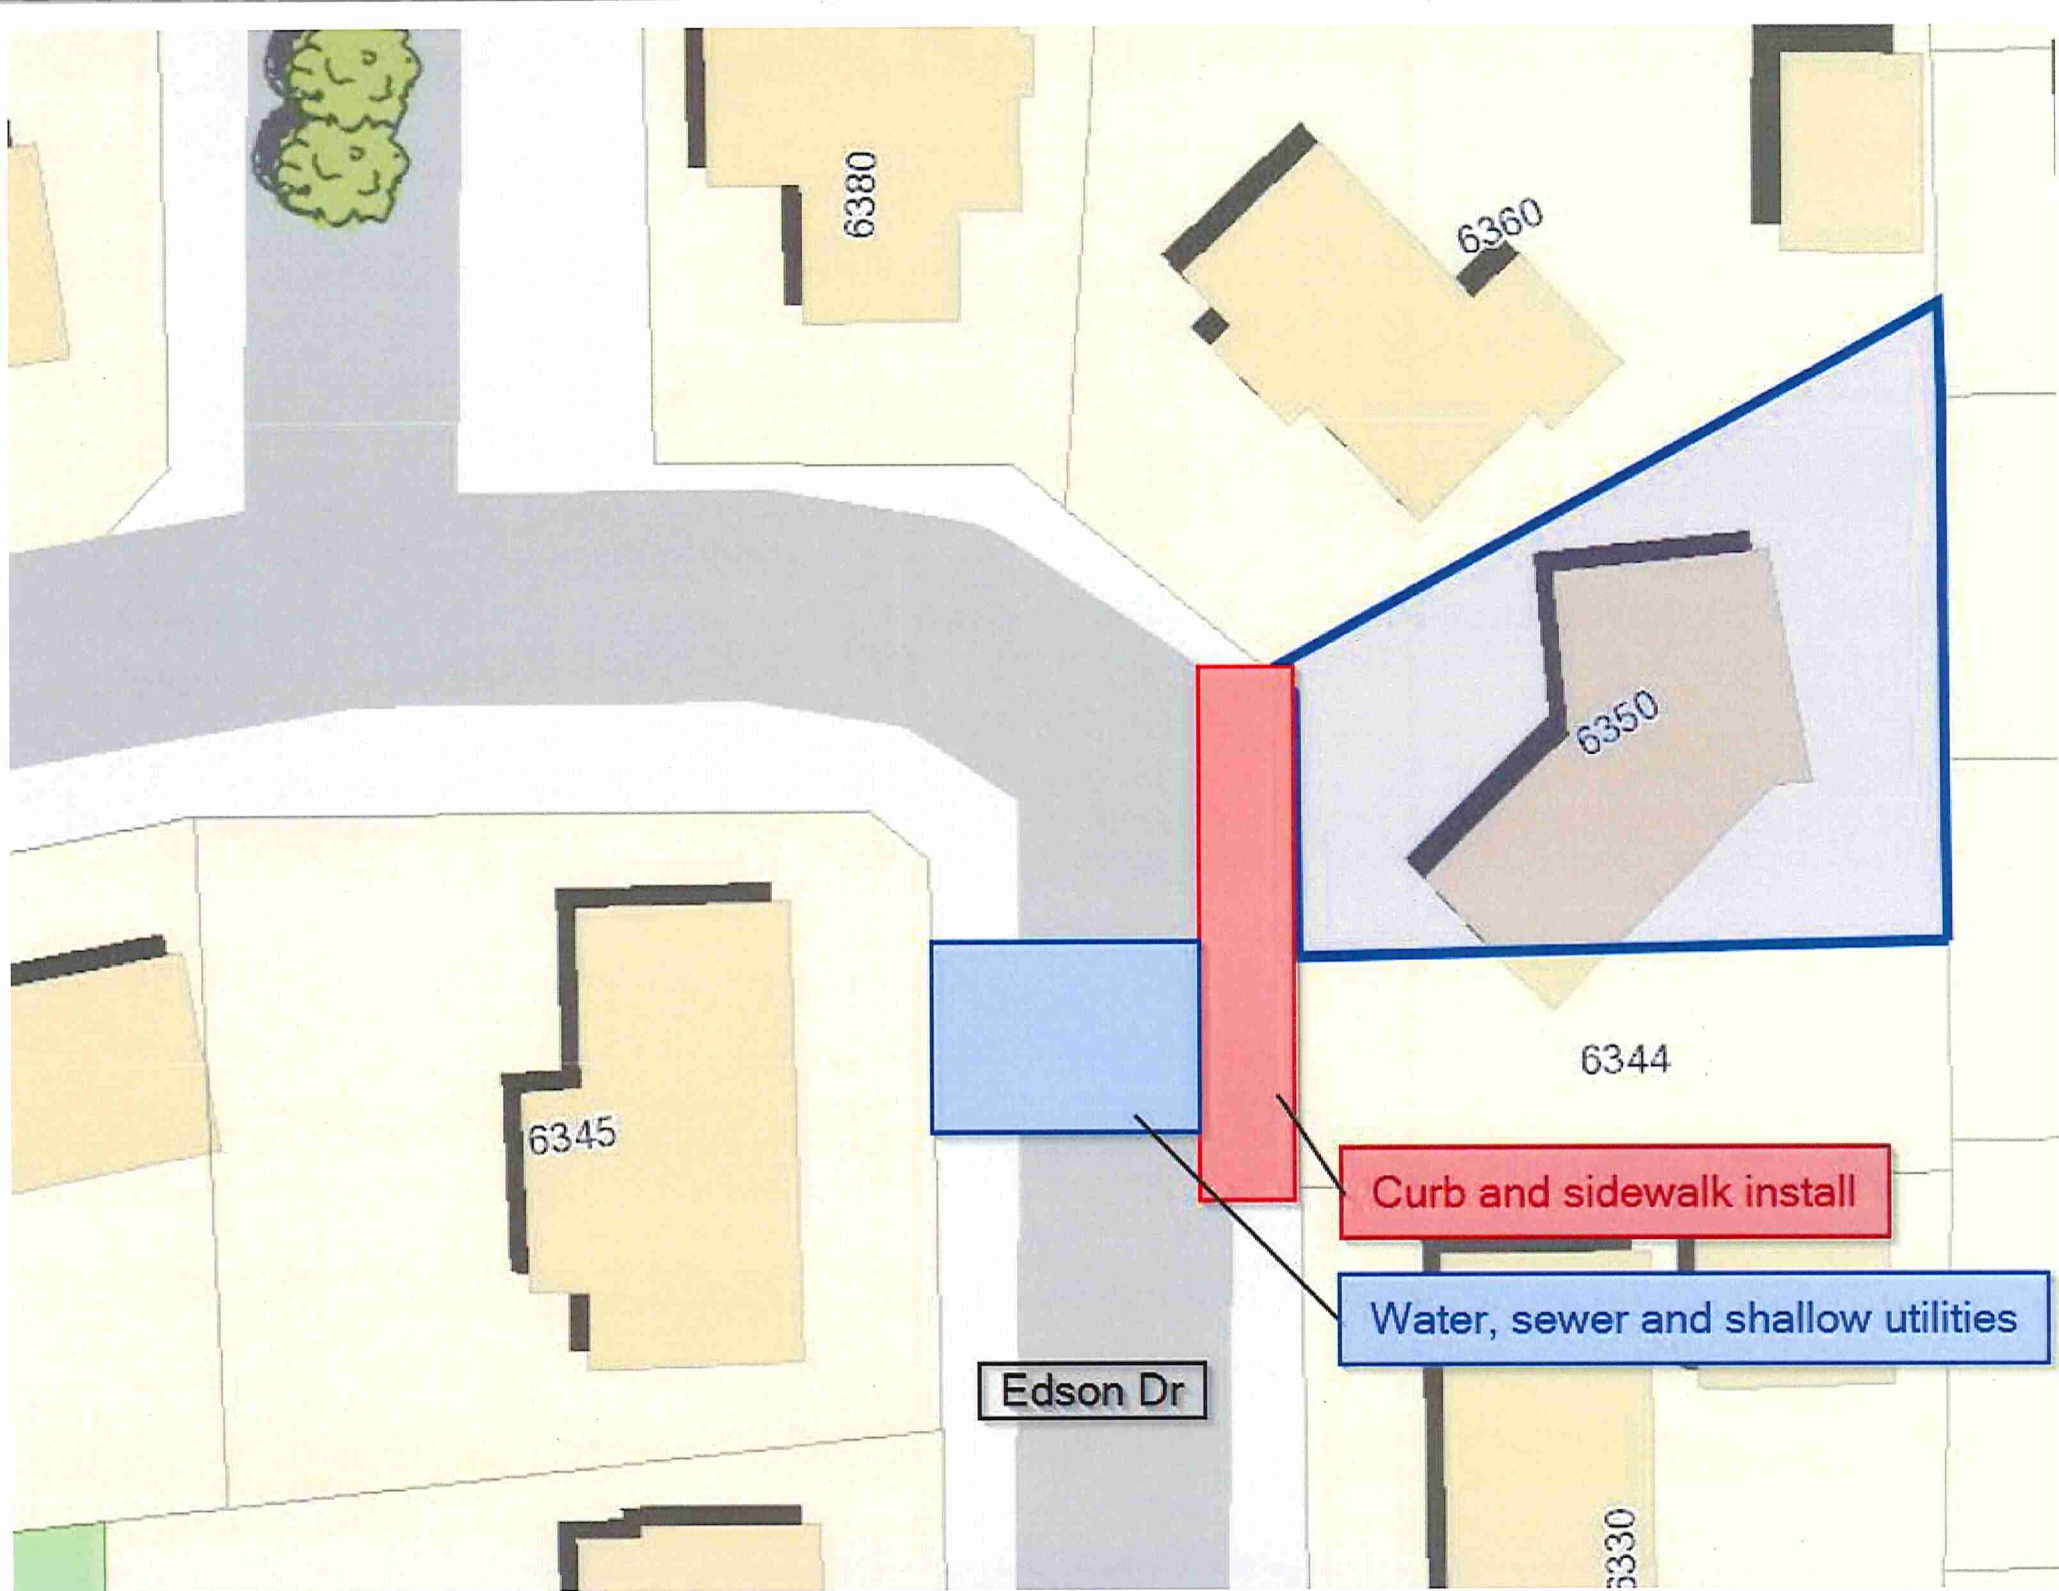 6380
6360
6350
6344
6345
Curb and sidewalk install
Water, sewer and shallow utilities
Edson Dr
6330